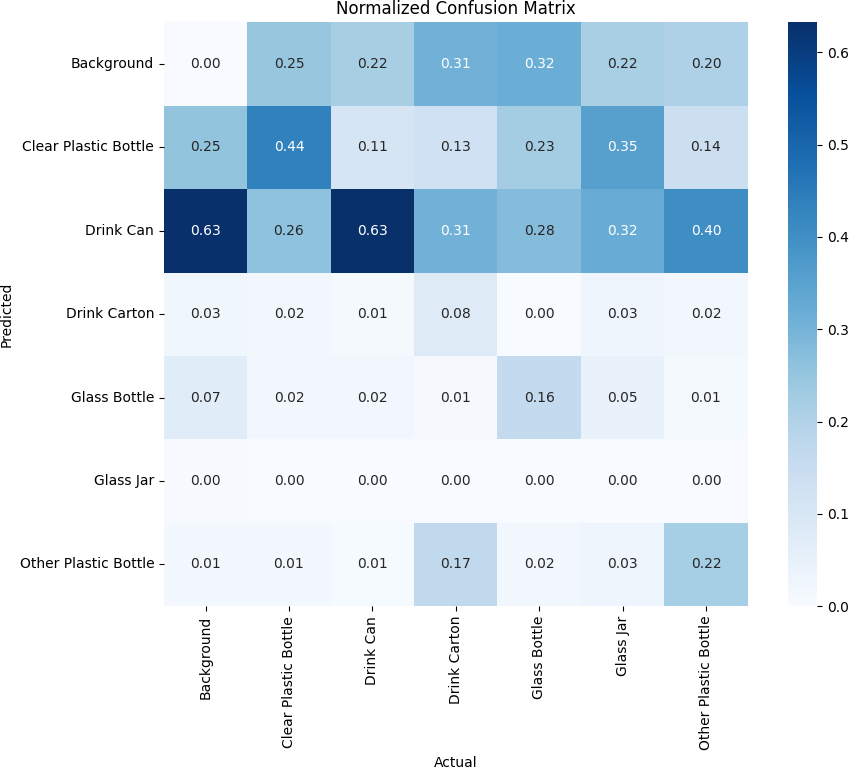 Normalized Confusion Matrix
Background 0.00 0.25 0.22 0.31 0.32 0.22 0.20
Clear Plastic Bottle 0.25 0.44 0.11 0.13 0.23 0.35 0.14
Drink Can 0.63 0.26 0.63 0.31 0.28 0.32 0.40
Drink Carton 0.03 0.02 0.01 0.08 0.00 0.03 0.02
Glass Bottle 0.07 0.02 0.02 0.01 0.16 0.05 0.01
Glass Jar 0.00 0.00 0.00 0.00 0.00 0.00 0.00
Other Plastic Bottle 0.01 0.01 0.01 0.17 0.02 0.03 0.22
Predicted
Background
Clear Plastic Bottle
Drink Can
Drink Carton
Glass Bottle
Glass Jar
Other Plastic Bottle
Actual
0.6
0.5
0.4
0.3
0.2
0.1
0.0